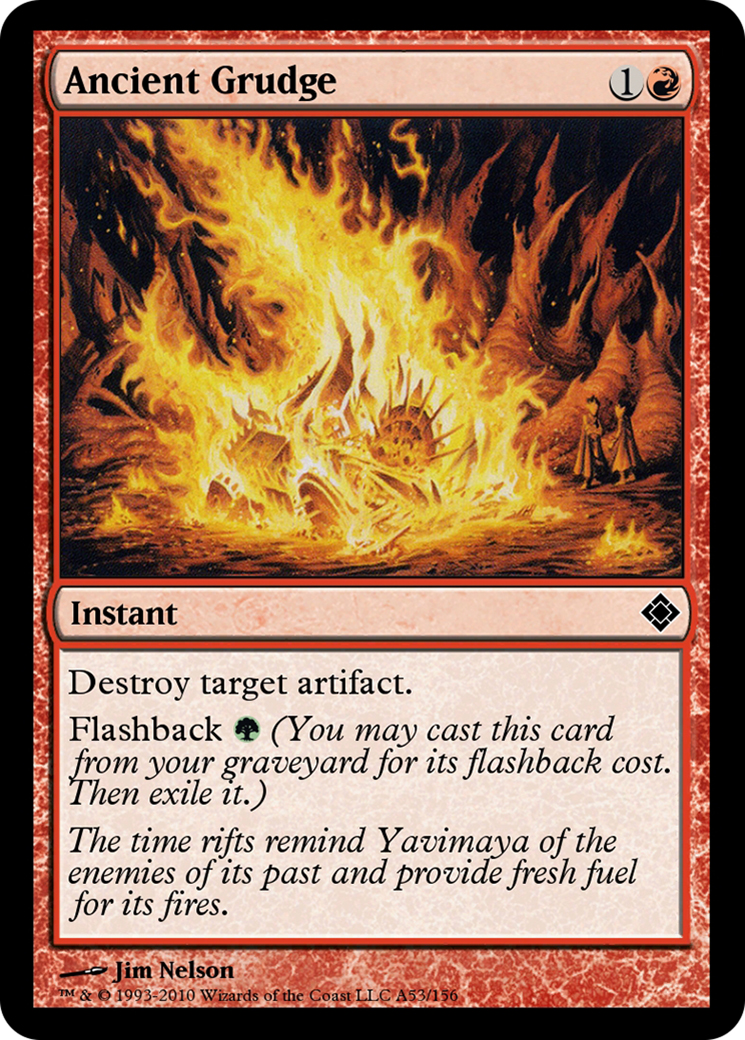 Ancient Grudge 1
Instant
Destroy target artifact.
Flashback (You may cast this card
from your graveyard for its flashback cost.
Then exile it.)
The time rifts remind Yavimaya of the
enemies of its past and provide fresh fuel
for its fires.
Jim Nelson
™ & © 1993-2010 Wizards of the Coast LLC A53/156